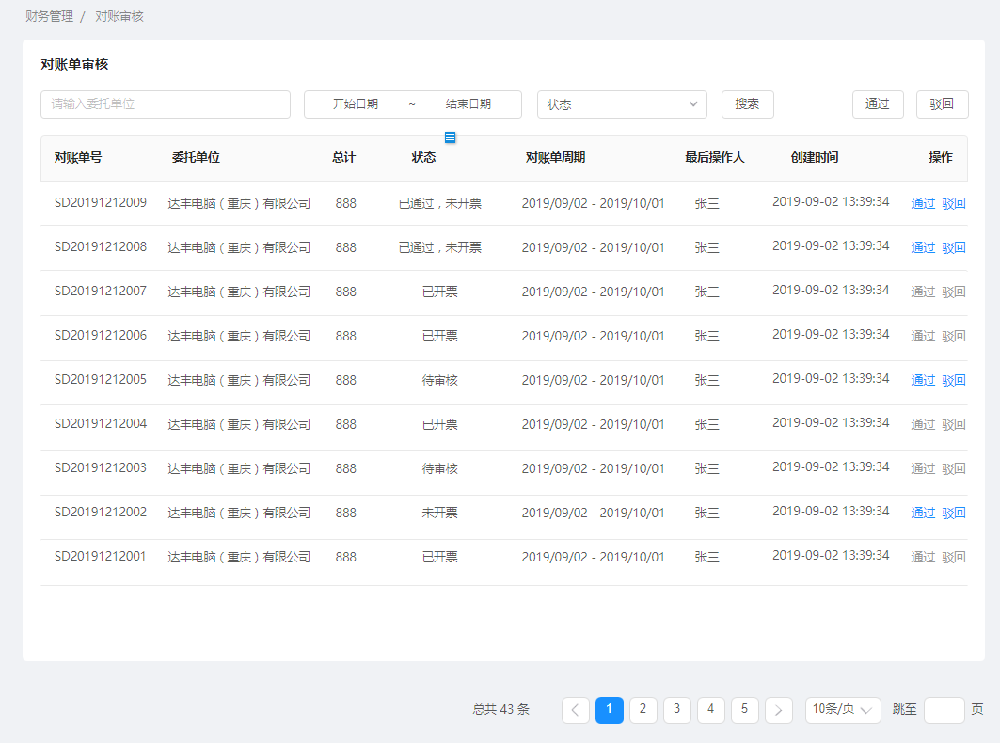 财务管理 / 对账审核
对账单审核
请输入委托单位 开始日期 ~ 结束日期 状态 搜索 通过 驳回
对账单号 委托单位 总计 状态 对账单周期 最后操作人 创建时间 操作
SD20191212009 达丰电脑（重庆）有限公司 888 已通过，未开票 2019/09/02 - 2019/10/01 张三 2019-09-02 13:39:34 通过 驳回
SD20191212008 达丰电脑（重庆）有限公司 888 已通过，未开票 2019/09/02 - 2019/10/01 张三 2019-09-02 13:39:34 通过 驳回
SD20191212007 达丰电脑（重庆）有限公司 888 已开票 2019/09/02 - 2019/10/01 张三 2019-09-02 13:39:34 通过 驳回
SD20191212006 达丰电脑（重庆）有限公司 888 已开票 2019/09/02 - 2019/10/01 张三 2019-09-02 13:39:34 通过 驳回
SD20191212005 达丰电脑（重庆）有限公司 888 待审核 2019/09/02 - 2019/10/01 张三 2019-09-02 13:39:34 通过 驳回
SD20191212004 达丰电脑（重庆）有限公司 888 已开票 2019/09/02 - 2019/10/01 张三 2019-09-02 13:39:34 通过 驳回
SD20191212003 达丰电脑（重庆）有限公司 888 待审核 2019/09/02 - 2019/10/01 张三 2019-09-02 13:39:34 通过 驳回
SD20191212002 达丰电脑（重庆）有限公司 888 未开票 2019/09/02 - 2019/10/01 张三 2019-09-02 13:39:34 通过 驳回
SD20191212001 达丰电脑（重庆）有限公司 888 已开票 2019/09/02 - 2019/10/01 张三 2019-09-02 13:39:34 通过 驳回
总共 43 条 1 2 3 4 5 10条/页 跳至 页